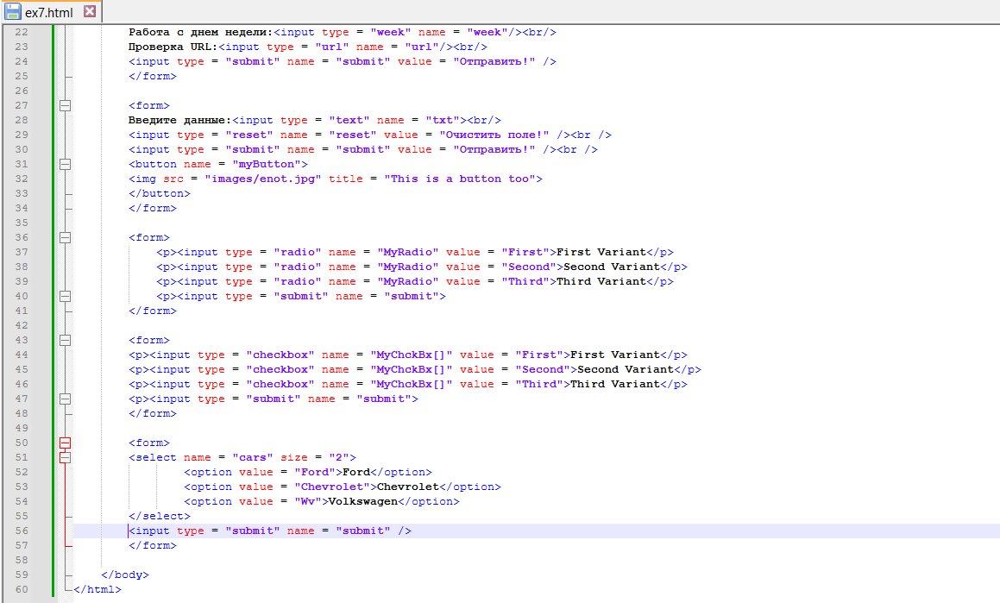 ex7.html
22 Работа с днем недели:<input type = "week" name = "week"/><br/>
23 Проверка URL:<input type = "url" name = "url"/><br/>
24 <input type = "submit" name = "submit" value = "Отправить!" />
25 </form>
26
27 <form>
28 Введите данные:<input type = "text" name = "txt"><br/>
29 <input type = "reset" name = "reset" value = "Очистить поле!" /><br />
30 <input type = "submit" name = "submit" value = "Отправить!" /><br />
31 <button name = "myButton">
32 <img src = "images/enot.jpg" title = "This is a button too">
33 </button>
34 </form>
35
36 <form>
37 <p><input type = "radio" name = "MyRadio" value = "First">First Variant</p>
38 <p><input type = "radio" name = "MyRadio" value = "Second">Second Variant</p>
39 <p><input type = "radio" name = "MyRadio" value = "Third">Third Variant</p>
40 <p><input type = "submit" name = "submit">
41 </form>
42
43 <form>
44 <p><input type = "checkbox" name = "MyChckBx[]" value = "First">First Variant</p>
45 <p><input type = "checkbox" name = "MyChckBx[]" value = "Second">Second Variant</p>
46 <p><input type = "checkbox" name = "MyChckBx[]" value = "Third">Third Variant</p>
47 <p><input type = "submit" name = "submit">
48 </form>
49
50 <form>
51 <select name = "cars" size = "2">
52 <option value = "Ford">Ford</option>
53 <option value = "Chevrolet">Chevrolet</option>
54 <option value = "Wv">Volkswagen</option>
55 </select>
56 <input type = "submit" name = "submit" />
57 </form>
58
59 </body>
60 </html>